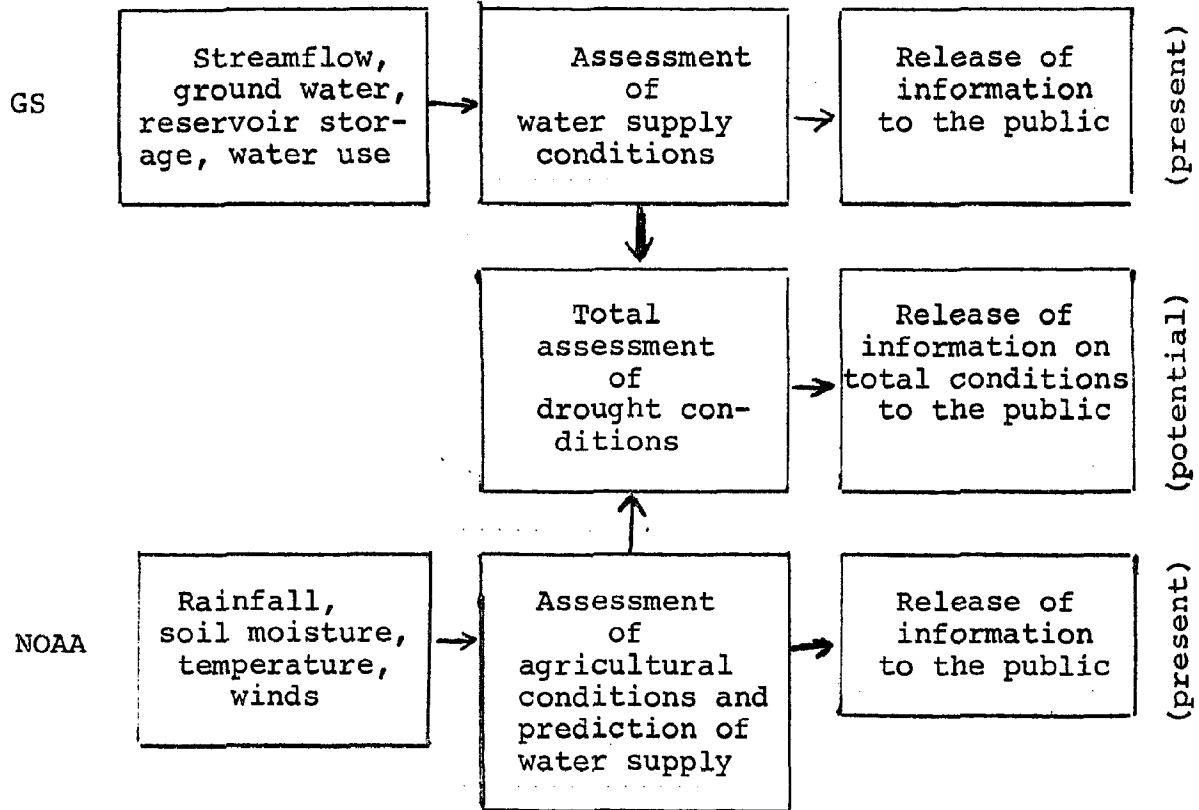 GS
Streamflow,
ground water,
reservoir stor-
age, water use
Assessment
of
water supply
conditions
Release of
information
to the public
(present)
Total
assessment
of
drought con-
ditions
Release of
information on
total conditions
to the public
(potential)
NOAA
Rainfall,
soil moisture,
temperature,
winds
Assessment
of
agricultural
conditions and
prediction of
water supply
Release of
information
to the public
(present)